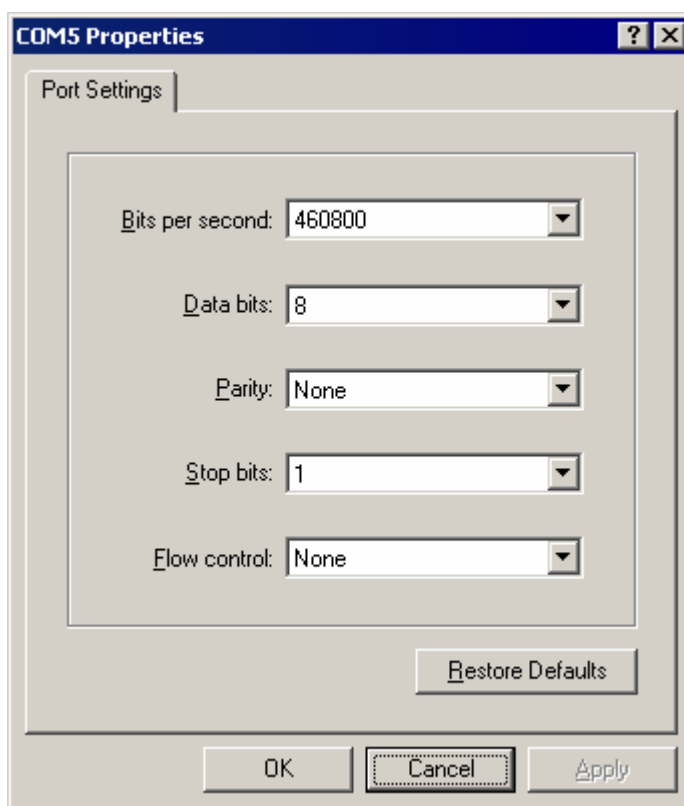 COM5 Properties
Port Settings
Bits per second: 460800
Data bits: 8
Parity: None
Stop bits: 1
Flow control: None
Restore Defaults
OK Cancel Apply